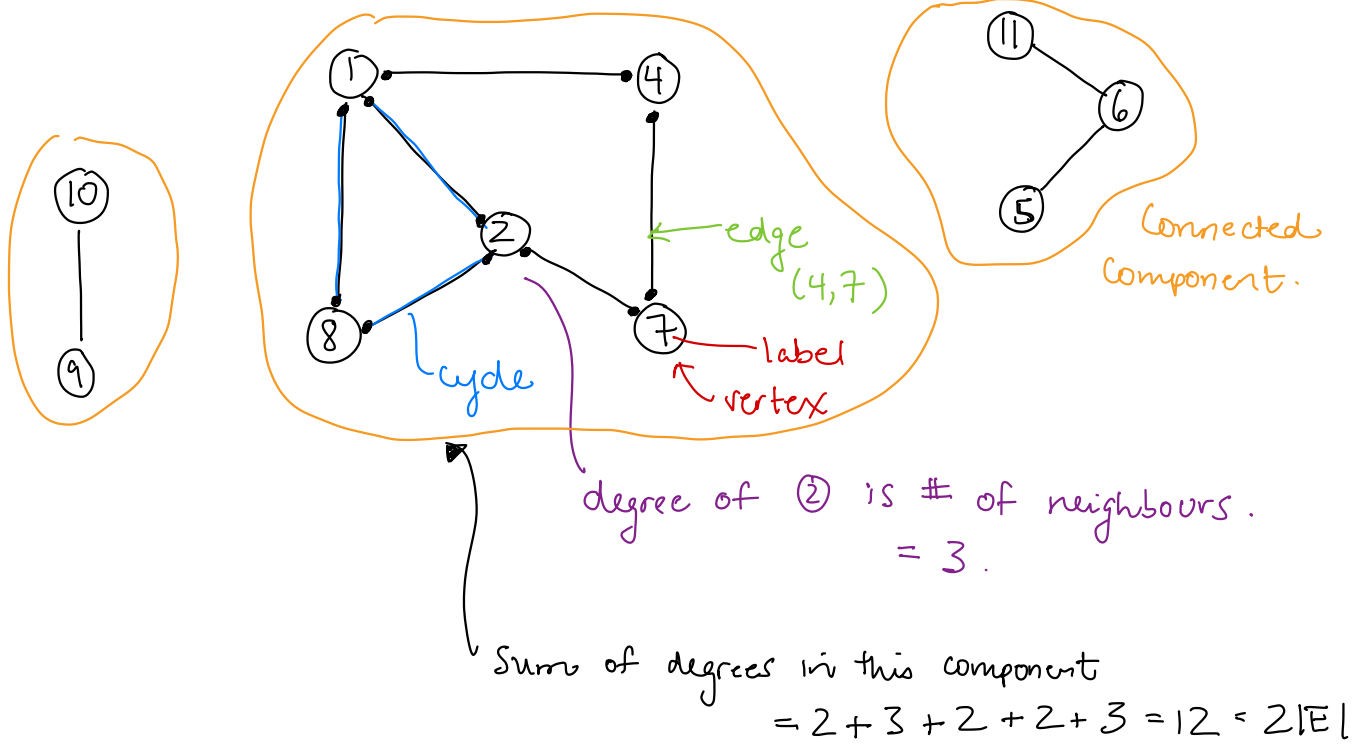 1
4
11
6
5
10
9
2
8
7
edge
(4,7)
label
vertex
cycle
Connected
Component.
degree of ② is # of neighbours.
= 3.
Sum of degrees in this component
= 2 + 3 + 2 + 2 + 3 = 12 = 2|E|